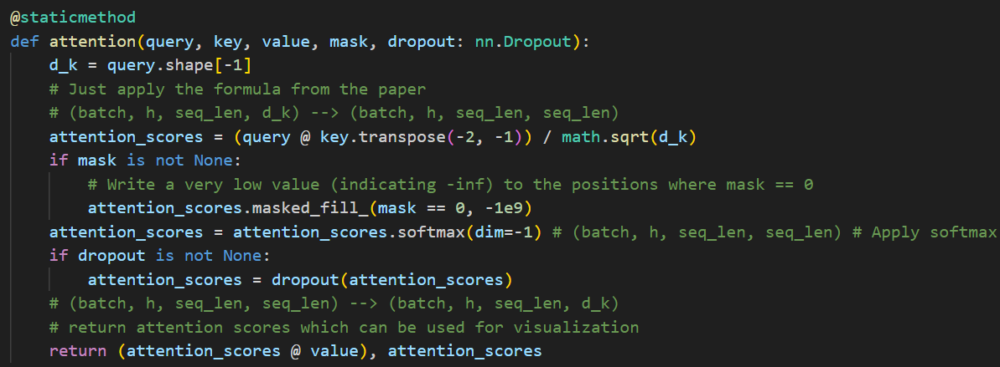 @staticmethod
def attention(query, key, value, mask, dropout: nn.Dropout):
    d_k = query.shape[-1]
    # Just apply the formula from the paper
    # (batch, h, seq_len, d_k) --> (batch, h, seq_len, seq_len)
    attention_scores = (query @ key.transpose(-2, -1)) / math.sqrt(d_k)
    if mask is not None:
        # Write a very low value (indicating -inf) to the positions where mask == 0
        attention_scores.masked_fill_(mask == 0, -1e9)
    attention_scores = attention_scores.softmax(dim=-1) # (batch, h, seq_len, seq_len) # Apply softmax
    if dropout is not None:
        attention_scores = dropout(attention_scores)
    # (batch, h, seq_len, seq_len) --> (batch, h, seq_len, d_k)
    # return attention scores which can be used for visualization
    return (attention_scores @ value), attention_scores